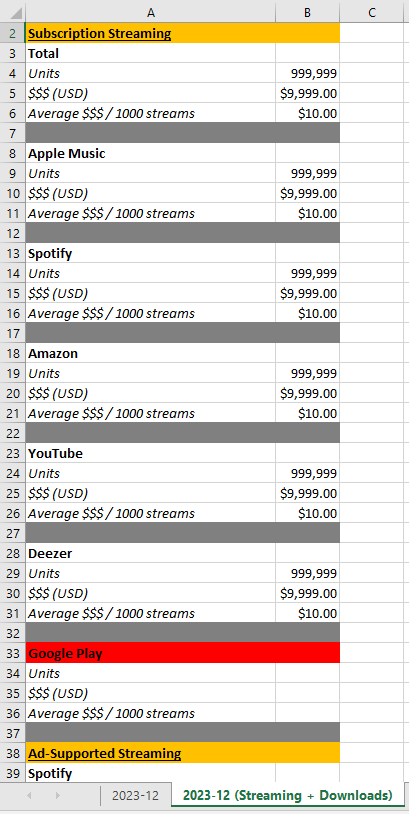 A B C
2 Subscription Streaming
3 Total
4 Units 999,999
5 $$$ (USD) $9,999.00
6 Average $$$ / 1000 streams $10.00
7
8 Apple Music
9 Units 999,999
10 $$$ (USD) $9,999.00
11 Average $$$ / 1000 streams $10.00
12
13 Spotify
14 Units 999,999
15 $$$ (USD) $9,999.00
16 Average $$$ / 1000 streams $10.00
17
18 Amazon
19 Units 999,999
20 $$$ (USD) $9,999.00
21 Average $$$ / 1000 streams $10.00
22
23 YouTube
24 Units 999,999
25 $$$ (USD) $9,999.00
26 Average $$$ / 1000 streams $10.00
27
28 Deezer
29 Units 999,999
30 $$$ (USD) $9,999.00
31 Average $$$ / 1000 streams $10.00
32
33 Google Play
34 Units
35 $$$ (USD)
36 Average $$$ / 1000 streams
37
38 Ad-Supported Streaming
39 Spotify
2023-12 2023-12 (Streaming + Downloads)